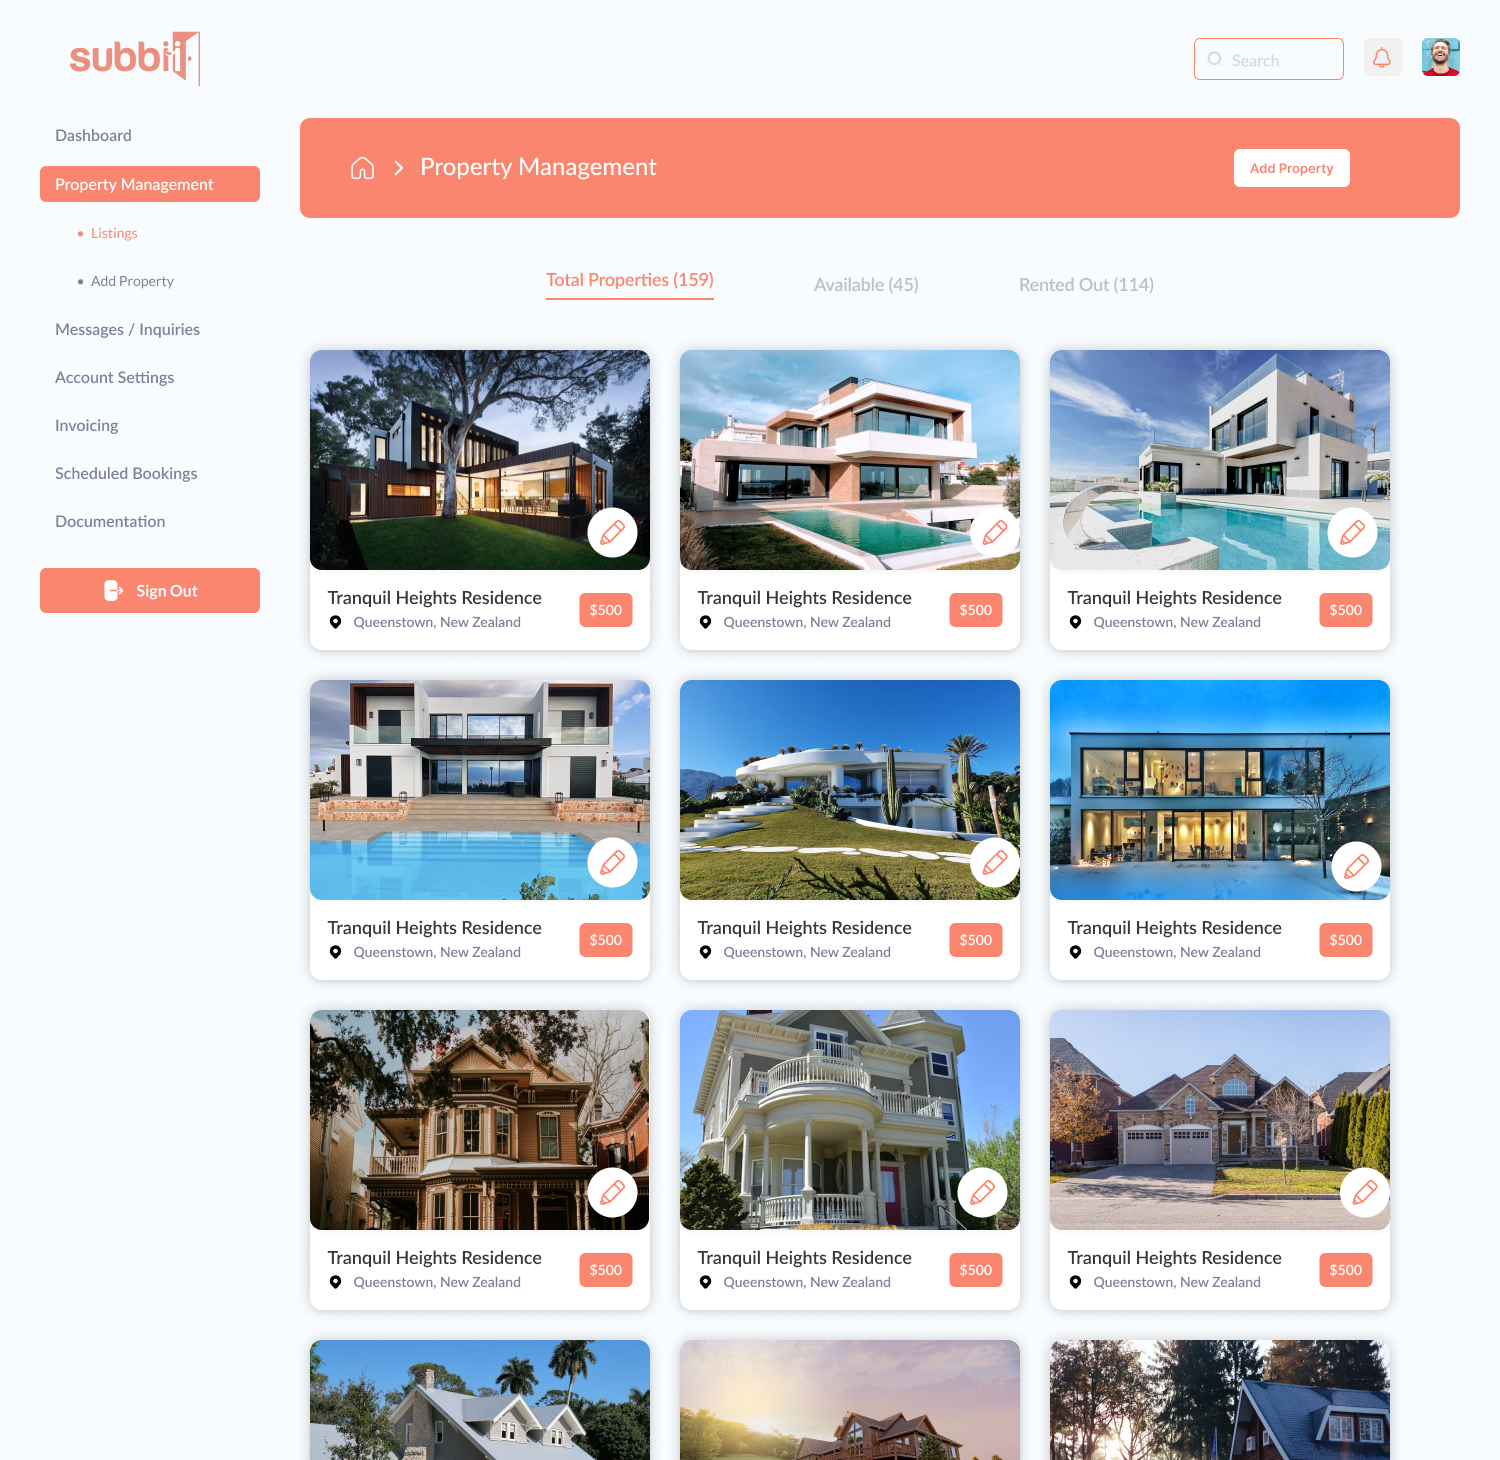 subbit
Search
Dashboard
Property Management
Listings
Add Property
Messages / Inquiries
Account Settings
Invoicing
Scheduled Bookings
Documentation
Sign Out
Property Management
Add Property
Total Properties (159)
Available (45)
Rented Out (114)
Tranquil Heights Residence
Queenstown, New Zealand
$500
Tranquil Heights Residence
Queenstown, New Zealand
$500
Tranquil Heights Residence
Queenstown, New Zealand
$500
Tranquil Heights Residence
Queenstown, New Zealand
$500
Tranquil Heights Residence
Queenstown, New Zealand
$500
Tranquil Heights Residence
Queenstown, New Zealand
$500
Tranquil Heights Residence
Queenstown, New Zealand
$500
Tranquil Heights Residence
Queenstown, New Zealand
$500
Tranquil Heights Residence
Queenstown, New Zealand
$500